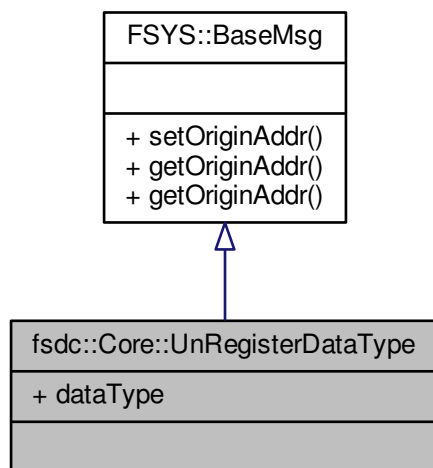 FSYS::BaseMsg
+ setOriginAddr()
+ getOriginAddr()
+ getOriginAddr()
fsdc::Core::UnRegisterDataType
+ dataType